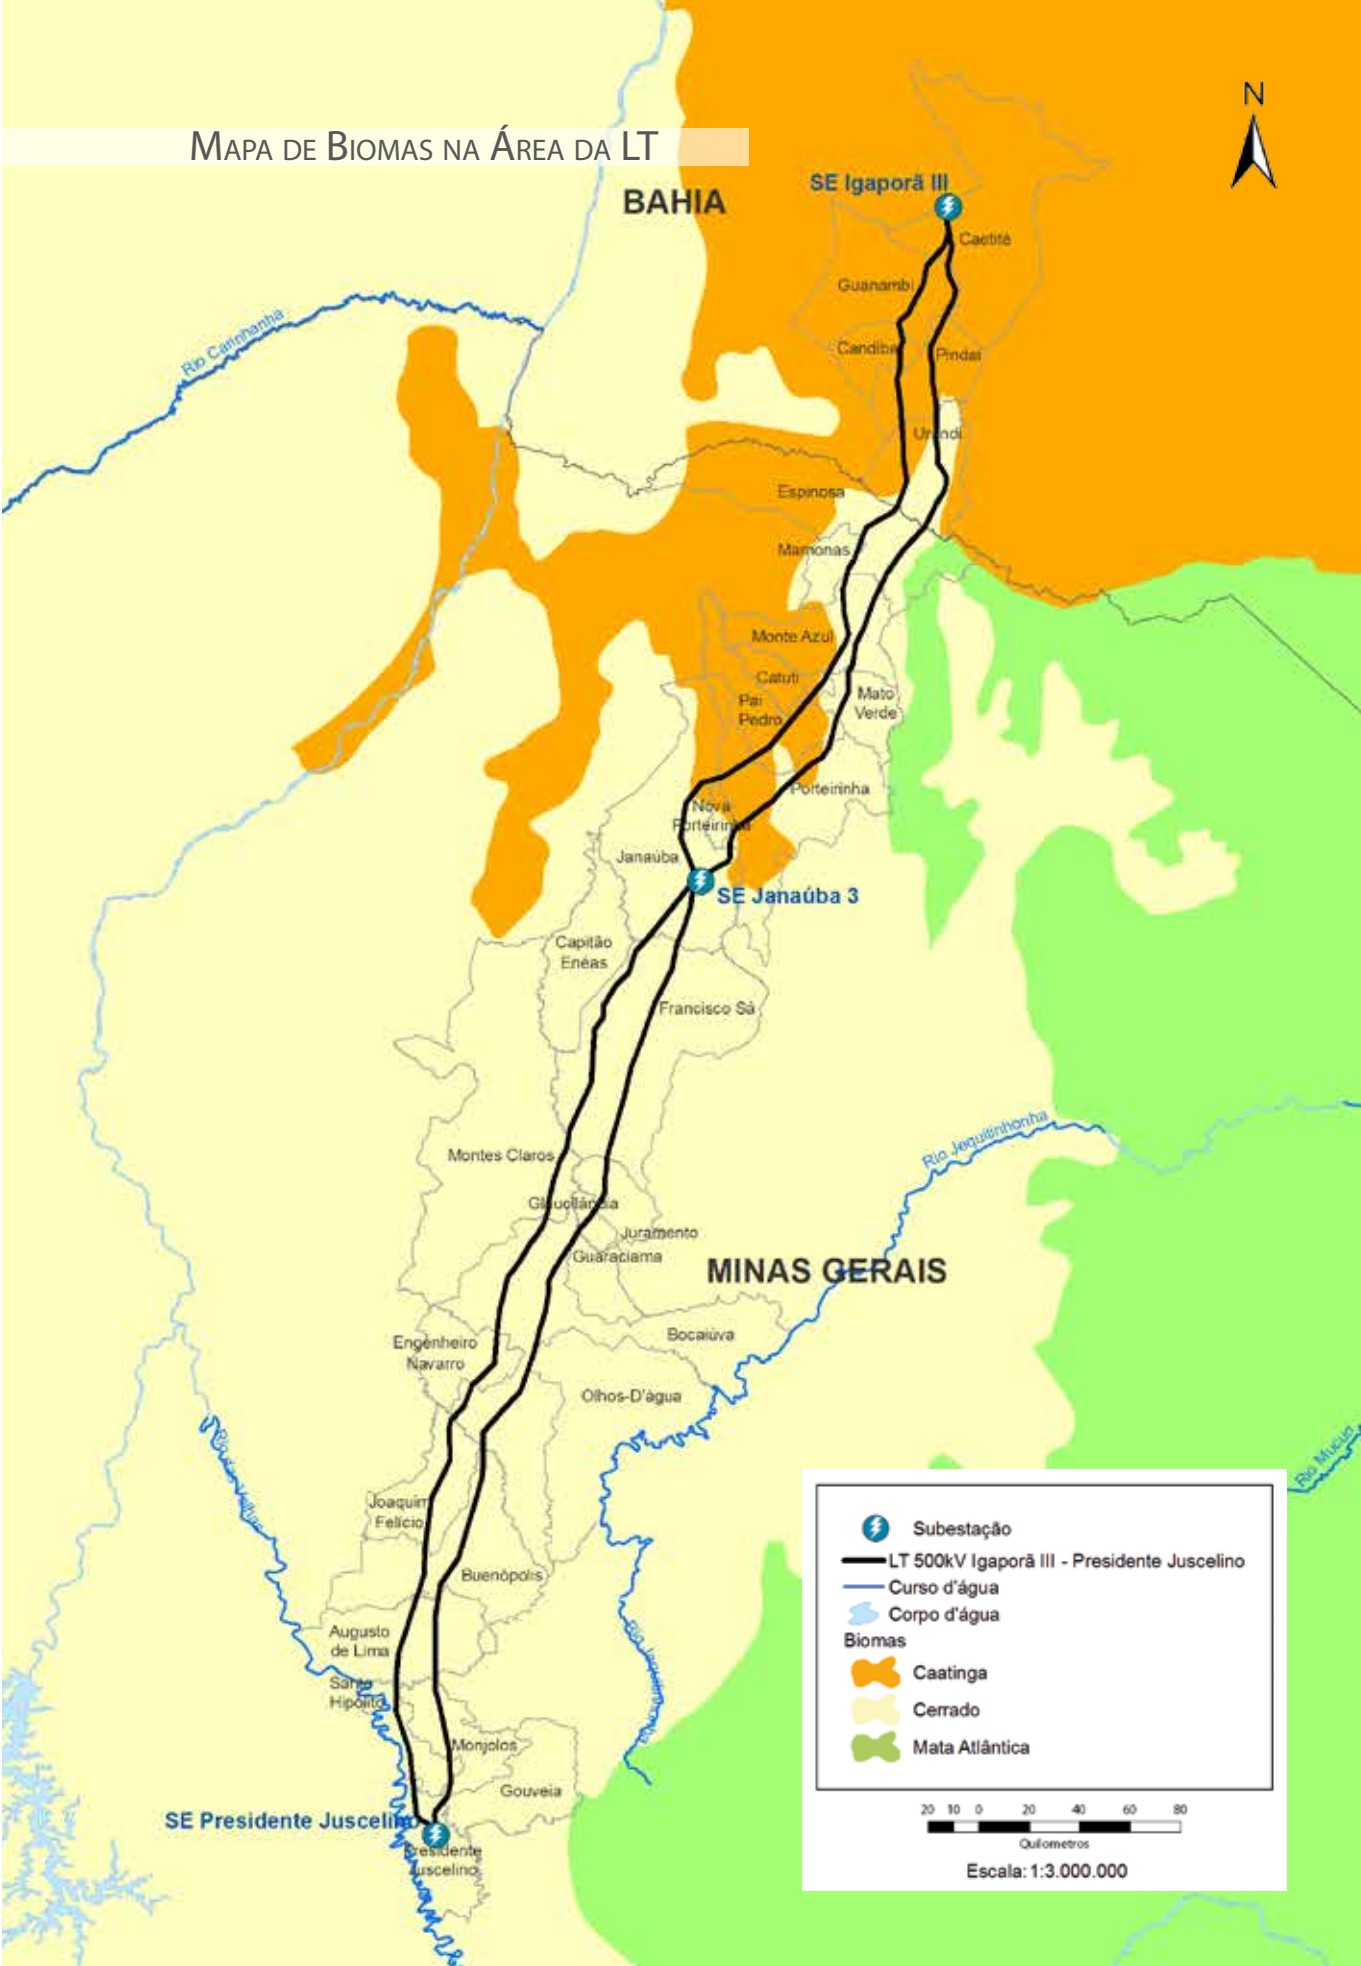 N
MAPA DE BIOMAS NA ÁREA DA LT
BAHIA
SE Igaporã III
Caetité
Guanambi
Rio Carinhanha
Candiba
Pindaí
Urandi
Espinosa
Mamonas
Monte Azul
Catuti
Pai
Pedro
Mato
Verde
Porteirinha
Nova
Porteirinha
Janaúba
SE Janaúba 3
Capitão
Enéas
Francisco Sá
Rio Jequitinhonha
Montes Claros
Glaucilândia
Juramento
Guaraciama
MINAS GERAIS
Bocaiúva
Engenheiro
Navarro
Olhos-D'água
Rio das Velhas
Rio Mucuri
Joaquim
Felício
Buenópolis
Augusto
de Lima
Rio Jequitinhonha
Santo
Hipólito
Monjolos
Gouveia
SE Presidente Juscelino
Presidente
Juscelino
Subestação
LT 500kV Igaporã III - Presidente Juscelino
Curso d'água
Corpo d'água
Biomas
Caatinga
Cerrado
Mata Atlântica
20 10 0 20 40 60 80
Quilometros
Escala: 1:3.000.000